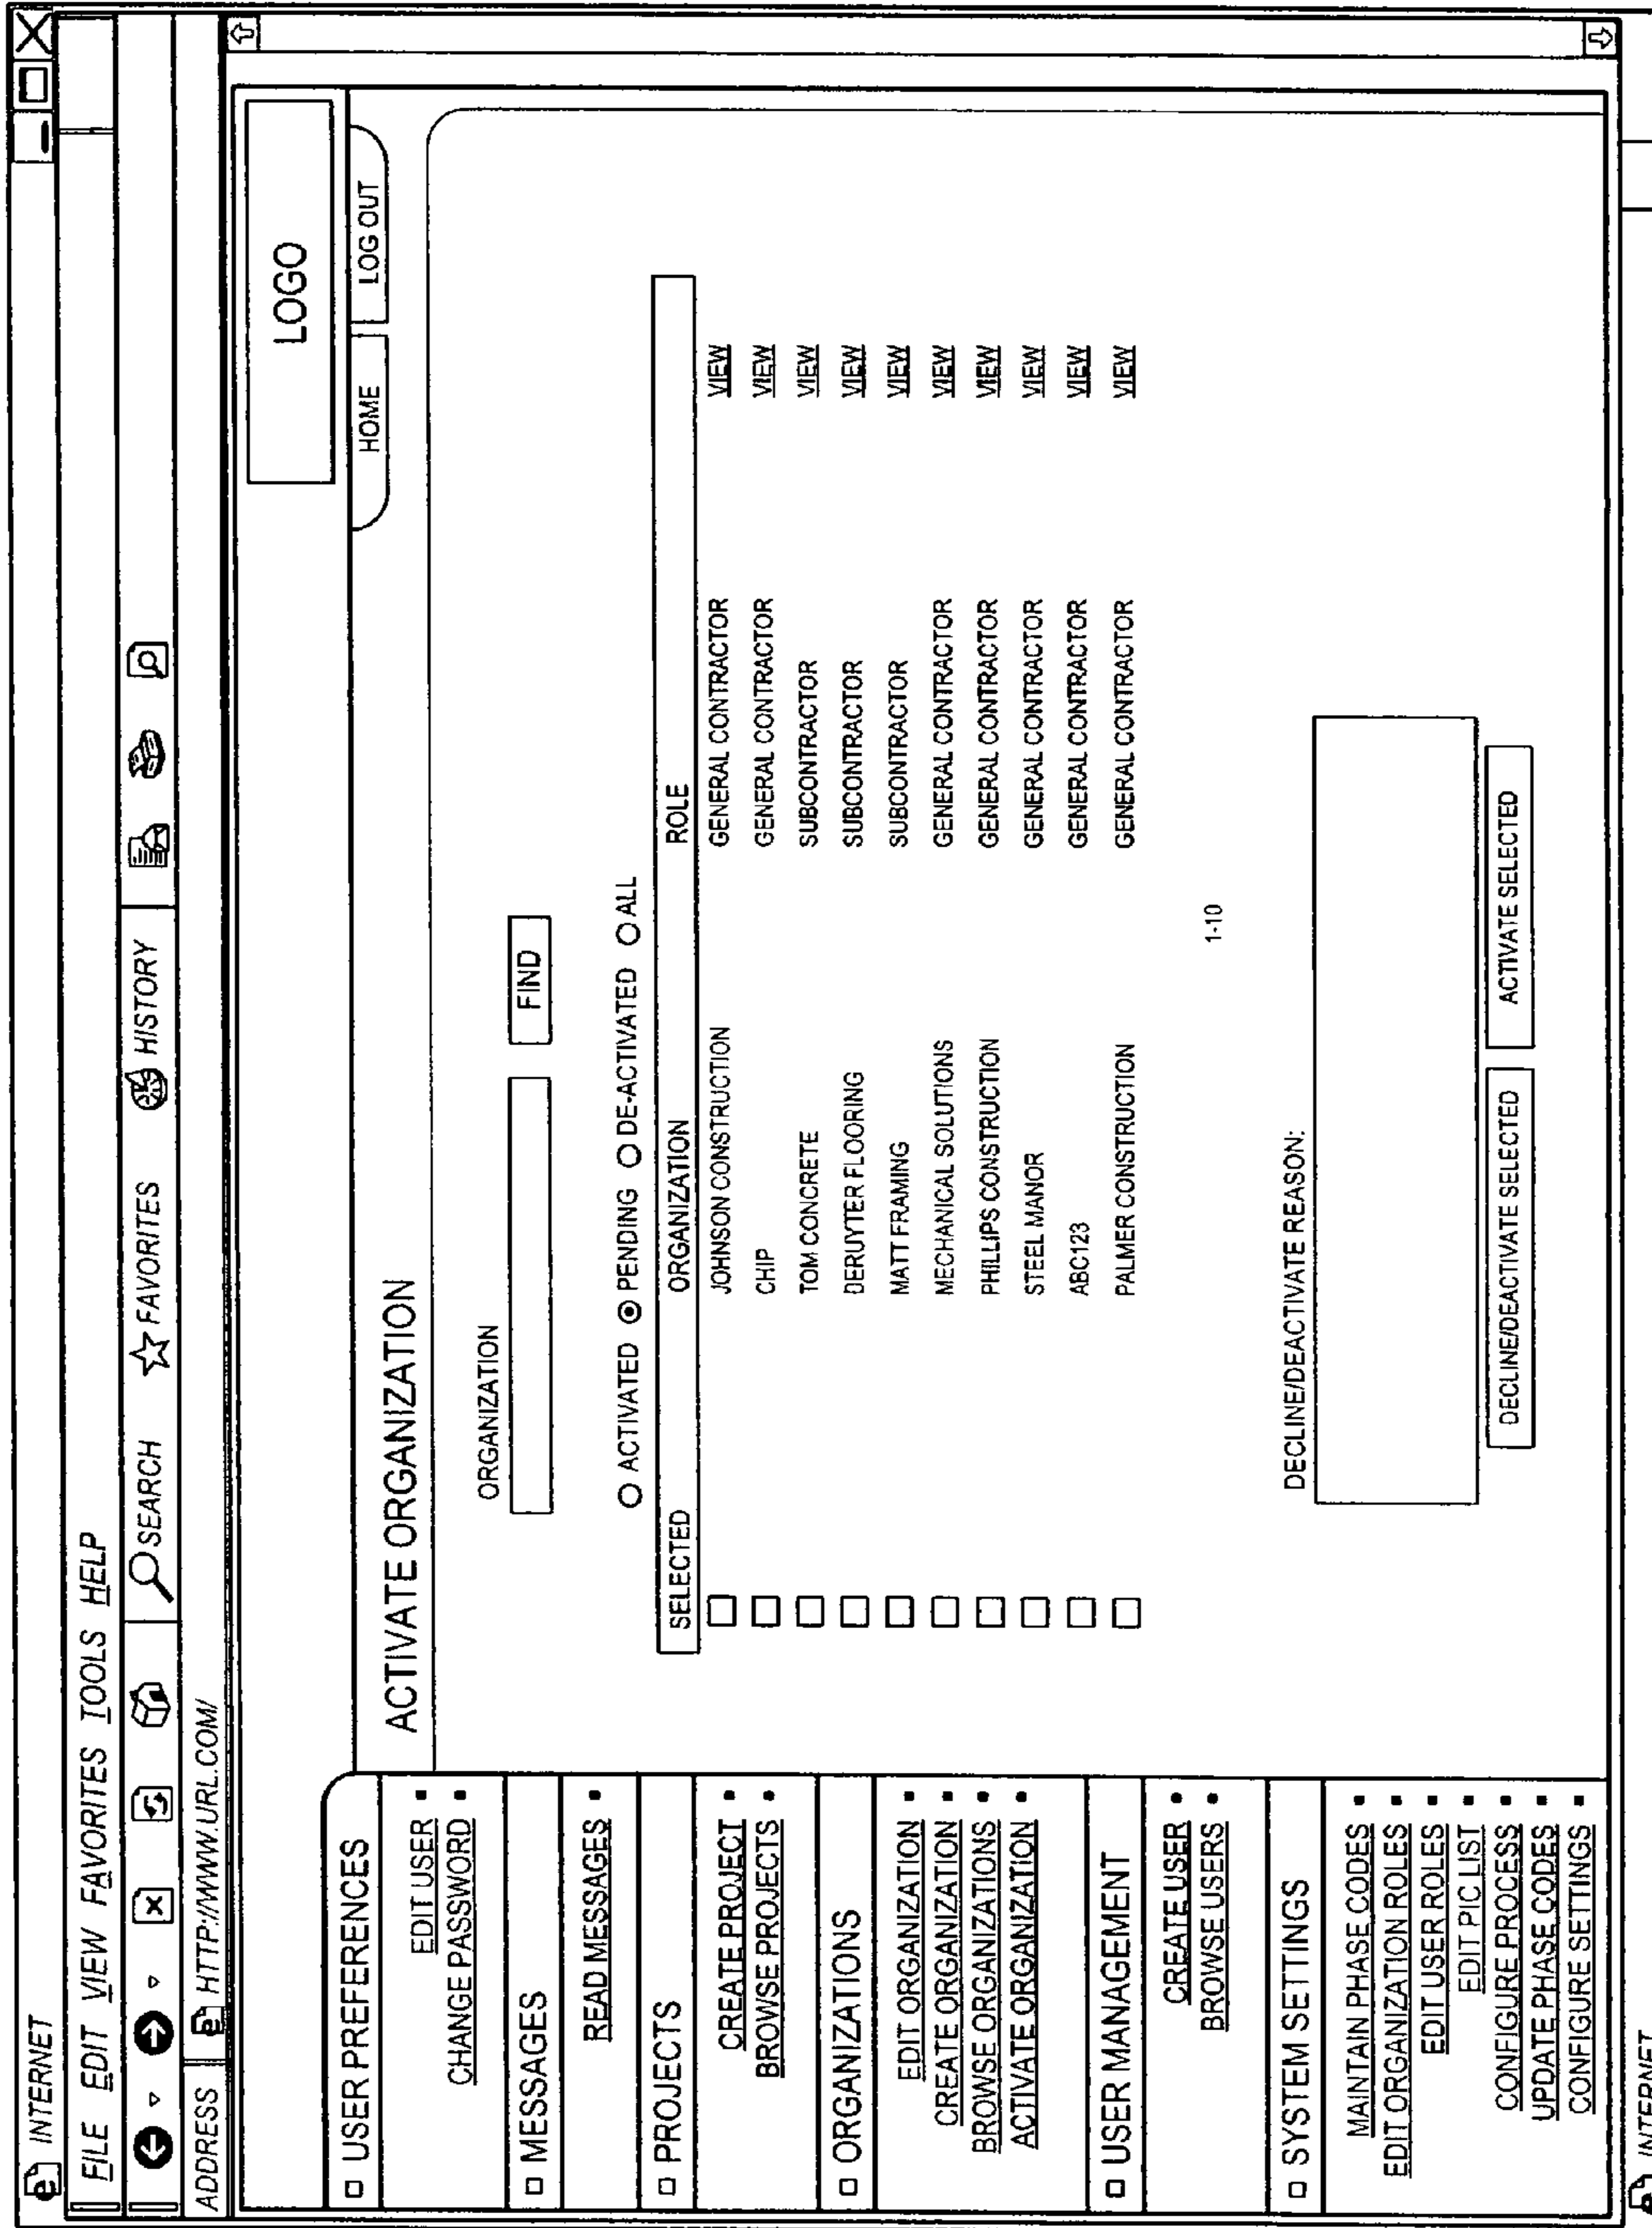 INTERNET
FILE EDIT VIEW FAVORITES TOOLS HELP
SEARCH FAVORITES HISTORY
ADDRESS HTTP://WWW.URL.COM/
LOGO
HOME LOG OUT
USER PREFERENCES
EDIT USER
CHANGE PASSWORD
MESSAGES
READ MESSAGES
PROJECTS
CREATE PROJECT
BROWSE PROJECTS
ORGANIZATIONS
EDIT ORGANIZATION
CREATE ORGANIZATION
BROWSE ORGANIZATIONS
ACTIVATE ORGANIZATION
USER MANAGEMENT
CREATE USER
BROWSE USERS
SYSTEM SETTINGS
MAINTAIN PHASE CODES
EDIT ORGANIZATION ROLES
EDIT USER ROLES
EDIT PIC LIST
CONFIGURE PROCESS
UPDATE PHASE CODES
CONFIGURE SETTINGS
ACTIVATE ORGANIZATION
ORGANIZATION
FIND
ACTIVATED PENDING DE-ACTIVATED ALL
SELECTED ORGANIZATION ROLE
JOHNSON CONSTRUCTION GENERAL CONTRACTOR VIEW
CHIP GENERAL CONTRACTOR VIEW
TOM CONCRETE SUBCONTRACTOR VIEW
DERUYTER FLOORING SUBCONTRACTOR VIEW
MATT FRAMING SUBCONTRACTOR VIEW
MECHANICAL SOLUTIONS GENERAL CONTRACTOR VIEW
PHILLIPS CONSTRUCTION GENERAL CONTRACTOR VIEW
STEEL MANOR GENERAL CONTRACTOR VIEW
ABC123 GENERAL CONTRACTOR VIEW
PALMER CONSTRUCTION GENERAL CONTRACTOR VIEW
1-10
DECLINE/DEACTIVATE REASON:
DECLINE/DEACTIVATE SELECTED ACTIVATE SELECTED
INTERNET